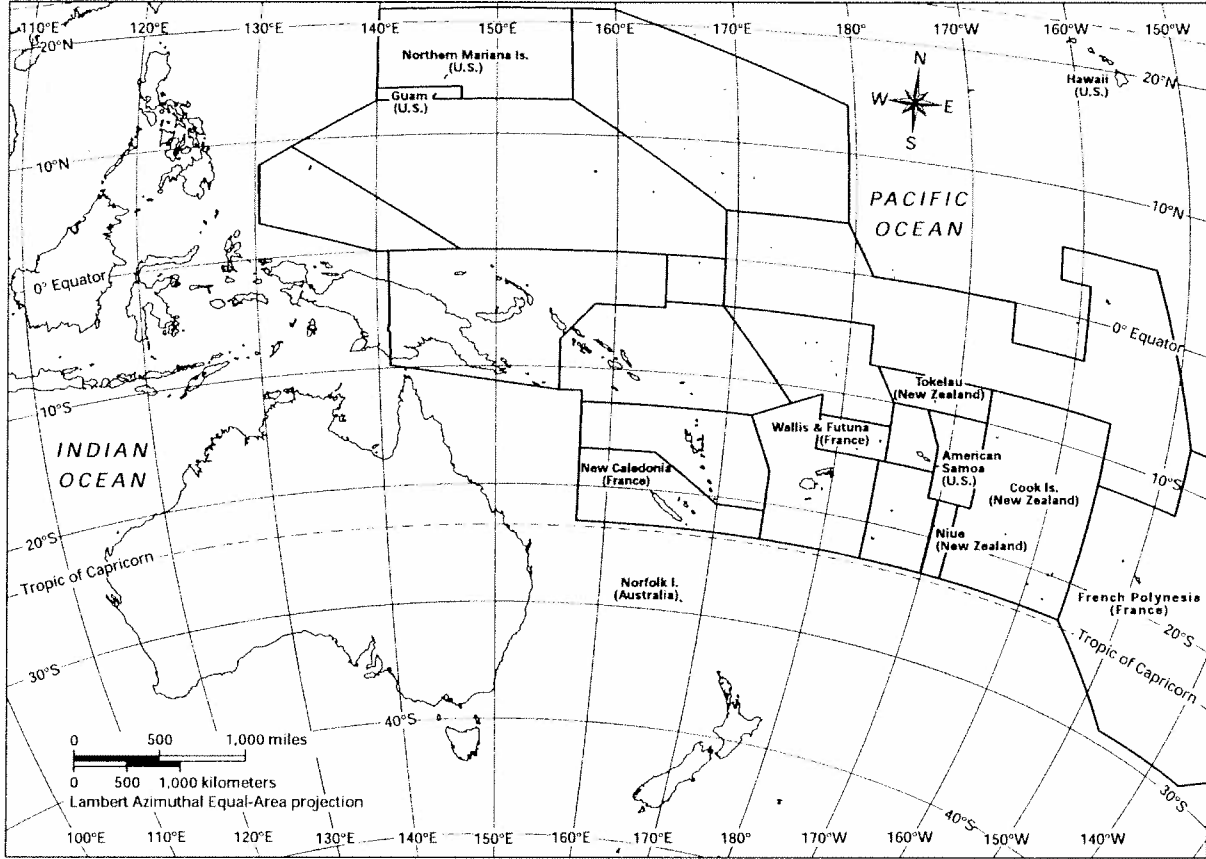 110°E 120°E 130°E 140°E 150°E 160°E 170°E 180° 170°W 160°W 150°W
20°N
Northern Mariana Is.
(U.S.)
Guam
(U.S.)
N
W E
S
Hawaii
(U.S.)
20°N
10°N
PACIFIC
OCEAN
10°N
0° Equator
0° Equator
10°S
Tokelau
(New Zealand)
Wallis & Futuna
(France)
INDIAN
OCEAN
New Caledonia
(France)
American
Samoa
(U.S.)
Cook Is.
(New Zealand)
10°S
20°S
Niue
(New Zealand)
Tropic of Capricorn
Norfolk I.
(Australia)
French Polynesia
(France)
20°S
Tropic of Capricorn
30°S
40°S
0 500 1,000 miles
0 500 1,000 kilometers
Lambert Azimuthal Equal-Area projection
30°S
40°S
100°E 110°E 120°E 130°E 140°E 150°E 160°E 170°E 180° 170°W 160°W 150°W 140°W